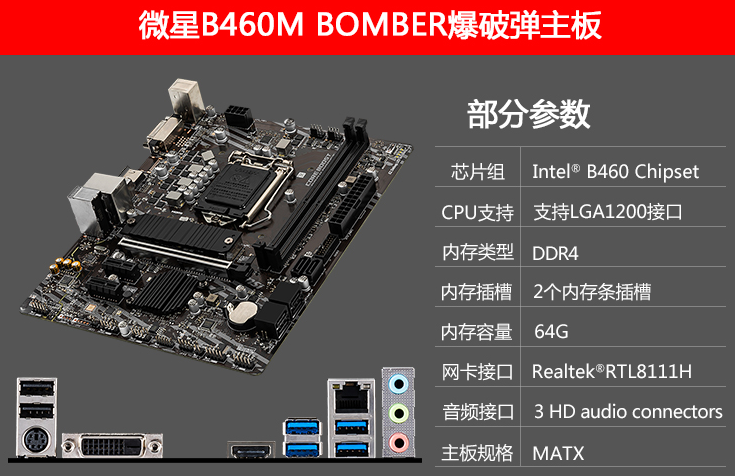 微星B460M BOMBER爆破弹主板
部分参数
芯片组 Intel® B460 Chipset
CPU支持 支持LGA1200接口
内存类型 DDR4
内存插槽 2个内存条插槽
内存容量 64G
网卡接口 Realtek®RTL8111H
音频接口 3 HD audio connectors
主板规格 MATX